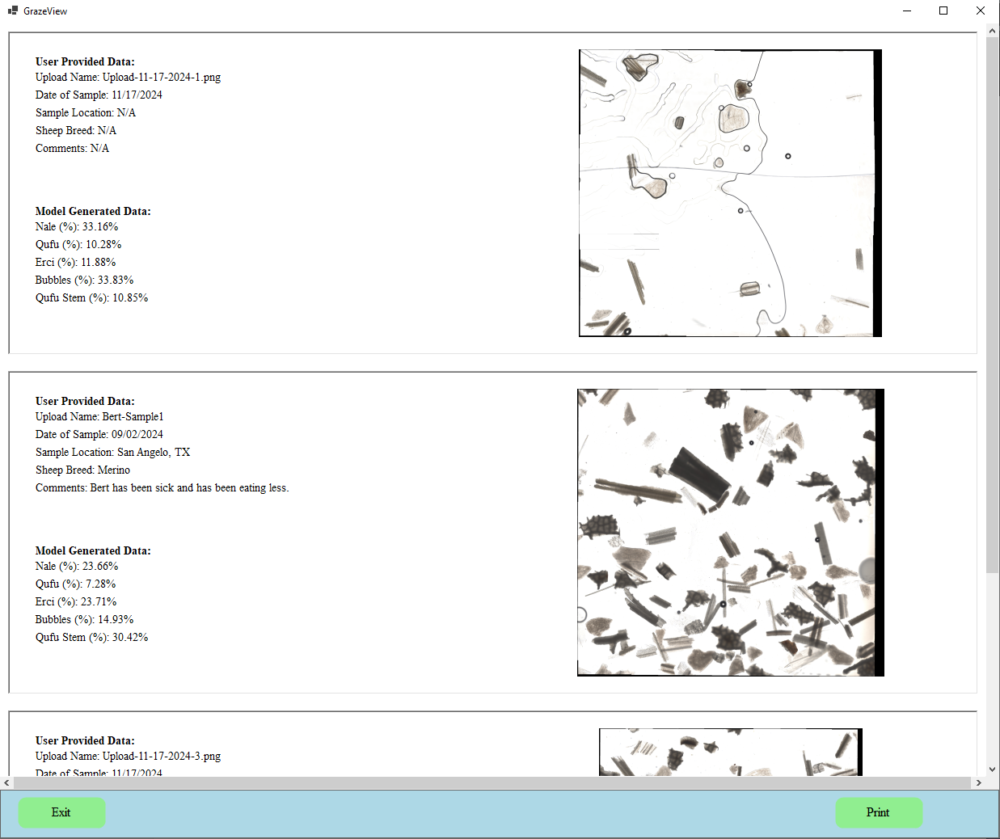 GrazeView
User Provided Data:
Upload Name: Upload-11-17-2024-1.png
Date of Sample: 11/17/2024
Sample Location: N/A
Sheep Breed: N/A
Comments: N/A
Model Generated Data:
Nale (%): 33.16%
Qufu (%): 10.28%
Erci (%): 11.88%
Bubbles (%): 33.83%
Qufu Stem (%): 10.85%
User Provided Data:
Upload Name: Bert-Sample1
Date of Sample: 09/02/2024
Sample Location: San Angelo, TX
Sheep Breed: Merino
Comments: Bert has been sick and has been eating less.
Model Generated Data:
Nale (%): 23.66%
Qufu (%): 7.28%
Erci (%): 23.71%
Bubbles (%): 14.93%
Qufu Stem (%): 30.42%
User Provided Data:
Upload Name: Upload-11-17-2024-3.png
Date of Sample: 11/17/2024
Exit
Print